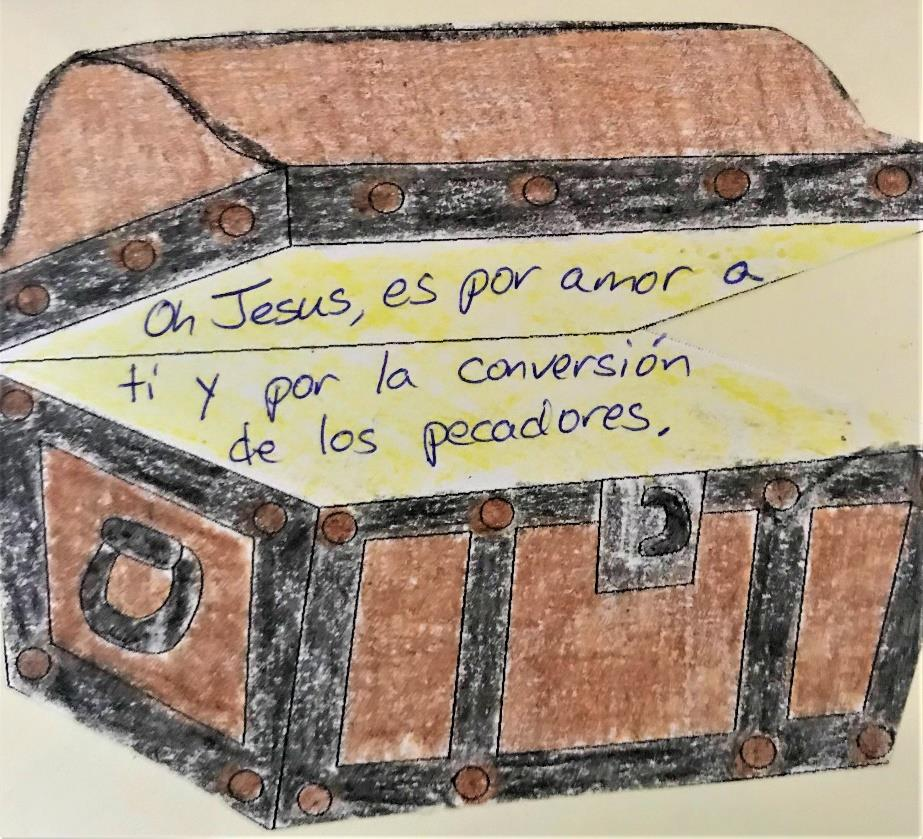 Oh Jesus, es por amor a
ti y por la conversión
de los pecadores.